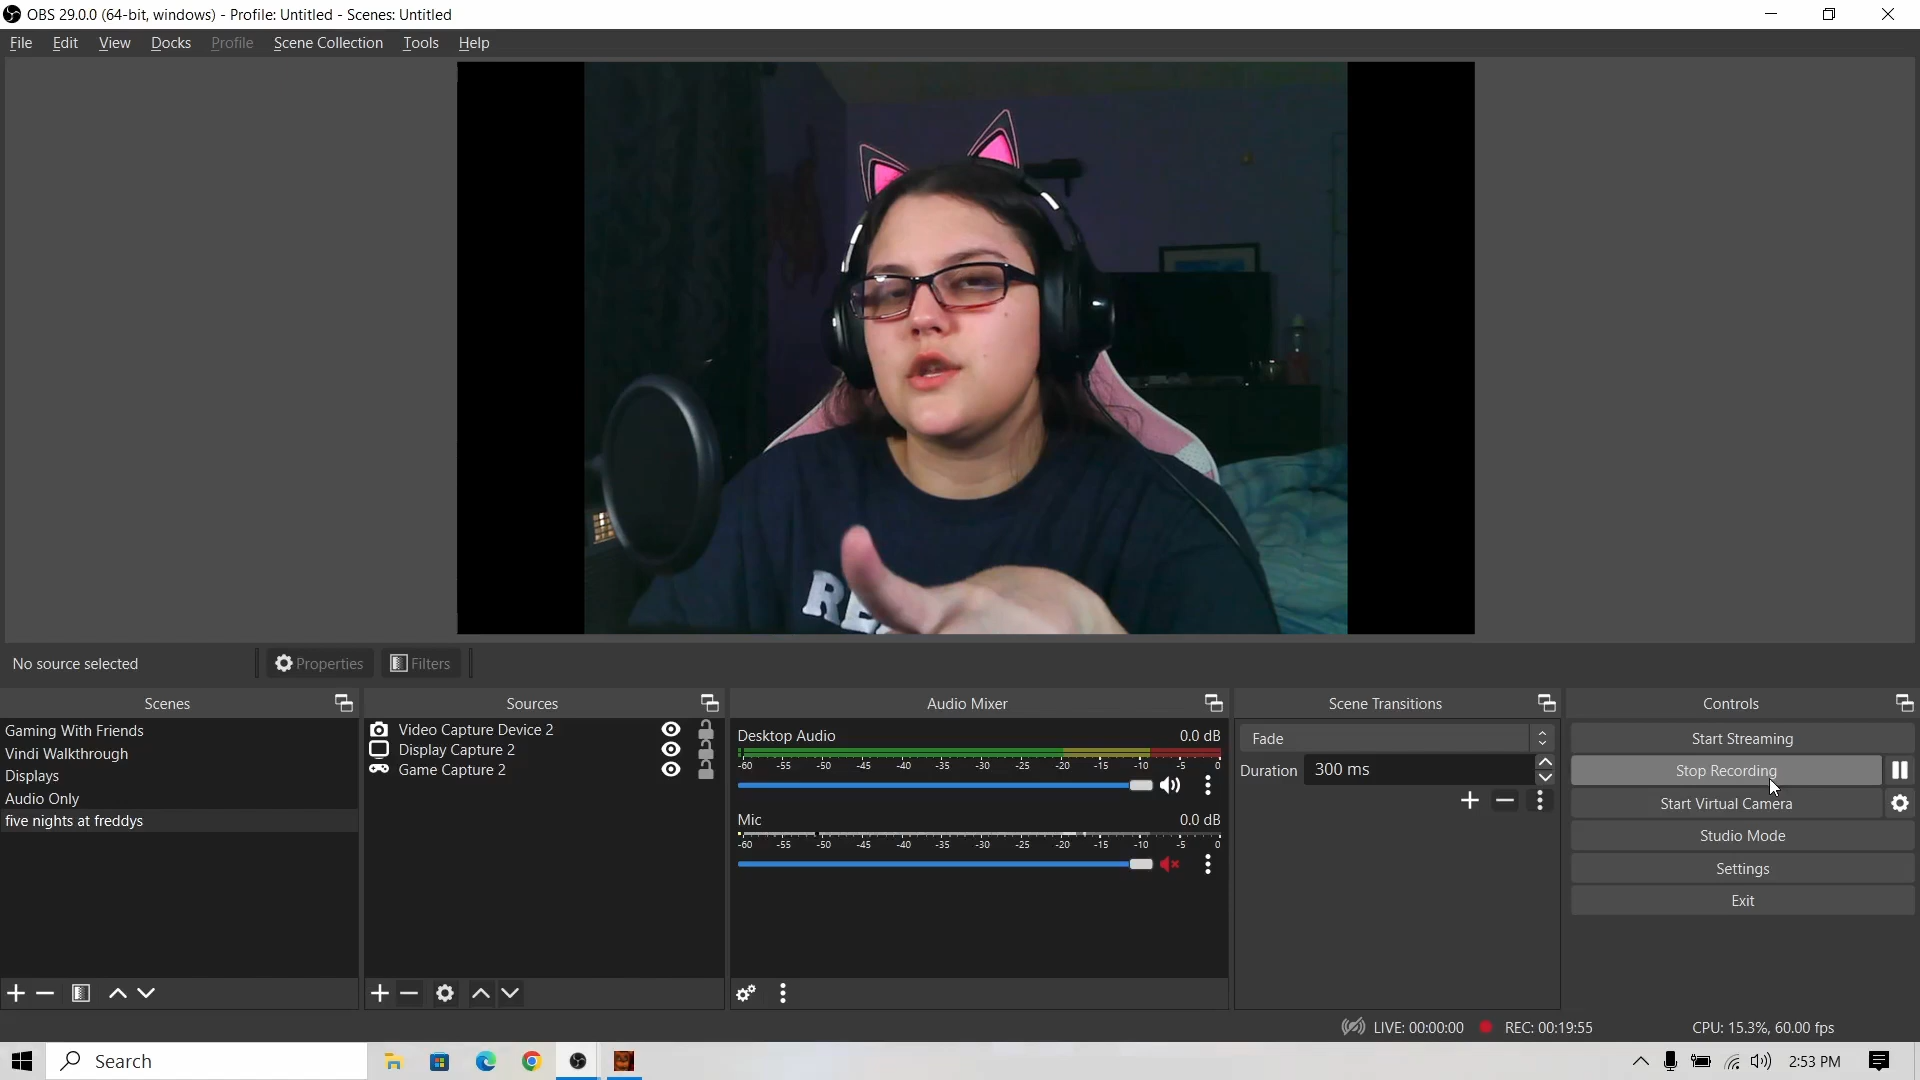 OBS 29.0.0 (64-bit, windows) - Profile: Untitled - Scenes: Untitled
File Edit View Docks Profile Scene Collection Tools Help
RE
No source selected Properties Filters
Scenes
Gaming With Friends
Vindi Walkthrough
Displays
Audio Only
five nights at freddys
Sources
Video Capture Device 2
Display Capture 2
Game Capture 2
Audio Mixer
Desktop Audio 0.0 dB
-60 -55 -50 -45 -40 -35 -30 -25 -20 -15 -10 -5 0
Mic 0.0 dB
-60 -55 -50 -45 -40 -35 -30 -25 -20 -15 -10 -5 0
Scene Transitions
Fade
Duration 300 ms
Controls
Start Streaming
Stop Recording
Start Virtual Camera
Studio Mode
Settings
Exit
LIVE: 00:00:00 REC: 00:19:55 CPU: 15.3%, 60.00 fps
Search 2:53 PM